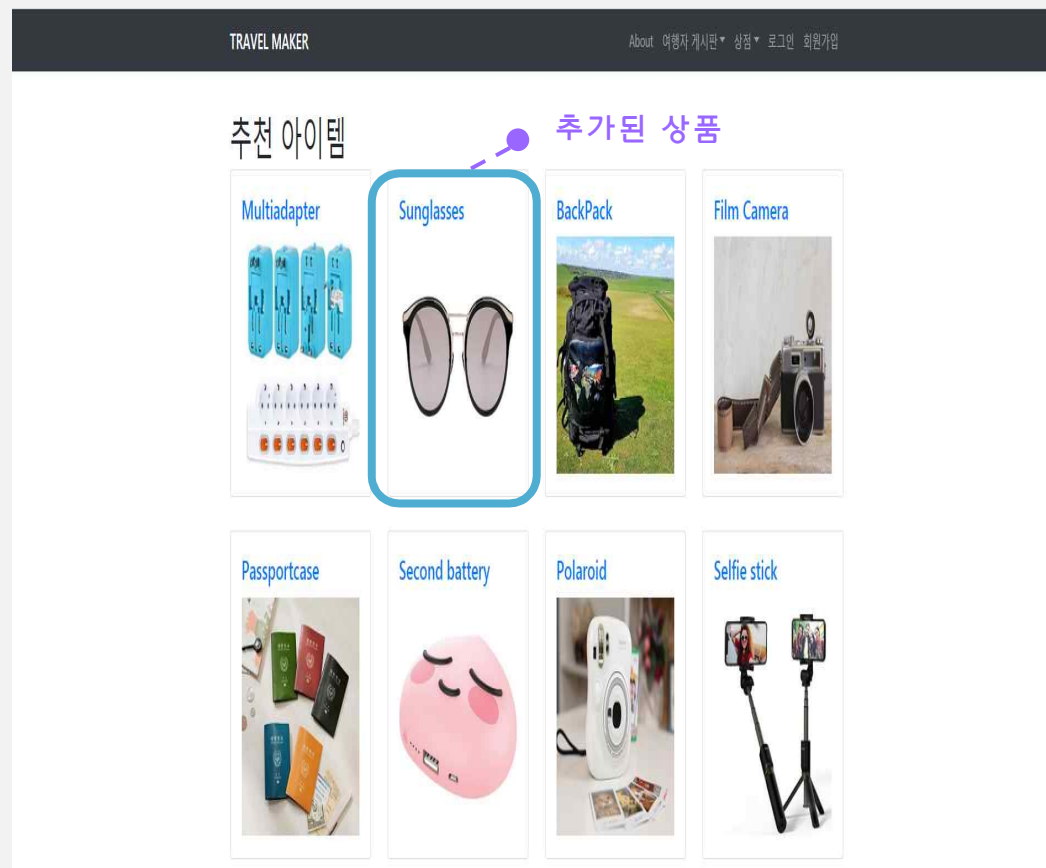 TRAVEL MAKER
About 여행자 게시판 상점 로그인 회원가입
추천 아이템
추가된 상품
Multiadapter
Sunglasses
BackPack
Film Camera
Passportcase
Second battery
Polaroid
Selfie stick